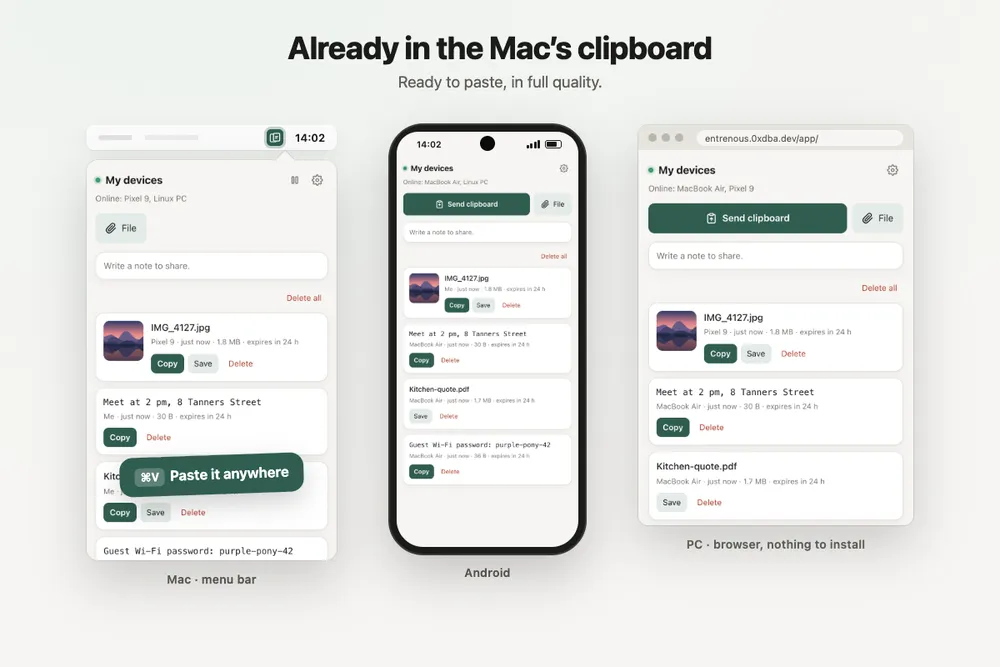 Already in the Mac’s clipboard
Ready to paste, in full quality.
14:02
My devices
Online: Pixel 9, Linux PC
File
Write a note to share.
Delete all
IMG_4127.jpg
Pixel 9 · just now · 1.8 MB · expires in 24 h
Copy Save Delete
Meet at 2 pm, 8 Tanners Street
Me · just now · 30 B · expires in 24 h
Copy Delete
Me ·
⌘V Paste it anywhere
Copy Save Delete
Guest Wi-Fi password: purple-pony-42
Mac · menu bar
14:02
My devices
Online: MacBook Air, Linux PC
Send clipboard File
Write a note to share.
Delete all
IMG_4127.jpg
Me · just now · 1.8 MB · expires in 24 h
Copy Save Delete
Meet at 2 pm, 8 Tanners Street
MacBook Air · just now · 30 B · expires in 24 h
Copy Delete
Kitchen-quote.pdf
MacBook Air · just now · 1.7 MB · expires in 24 h
Save Delete
Guest Wi-Fi password: purple-pony-42
MacBook Air · just now · 36 B · expires in 24 h
Copy Delete
Android
entrenous.0xdba.dev/app/
My devices
Online: MacBook Air, Pixel 9
Send clipboard File
Write a note to share.
Delete all
IMG_4127.jpg
Pixel 9 · just now · 1.8 MB · expires in 24 h
Copy Save Delete
Meet at 2 pm, 8 Tanners Street
MacBook Air · just now · 30 B · expires in 24 h
Copy Delete
Kitchen-quote.pdf
MacBook Air · just now · 1.7 MB · expires in 24 h
Save Delete
PC · browser, nothing to install